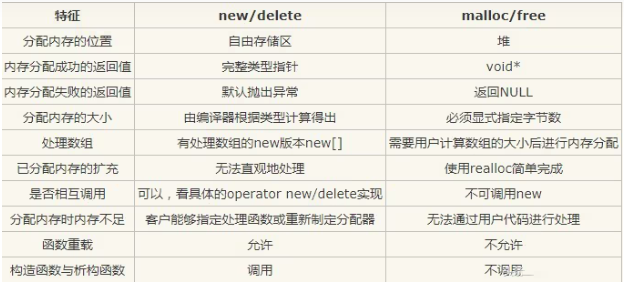 特征 new/delete malloc/free
分配内存的位置 自由存储区 堆
内存分配成功的返回值 完整类型指针 void*
内存分配失败的返回值 默认抛出异常 返回NULL
分配内存的大小 由编译器根据类型计算得出 必须显式指定字节数
处理数组 有处理数组的new版本new[] 需要用户计算数组的大小后进行内存分配
已分配内存的扩充 无法直观地处理 使用realloc简单完成
是否相互调用 可以，看具体的operator new/delete实现 不可调用new
分配内存时内存不足 客户能够指定处理函数或重新制定分配器 无法通过用户代码进行处理
函数重载 允许 不允许
构造函数与析构函数 调用 不调用